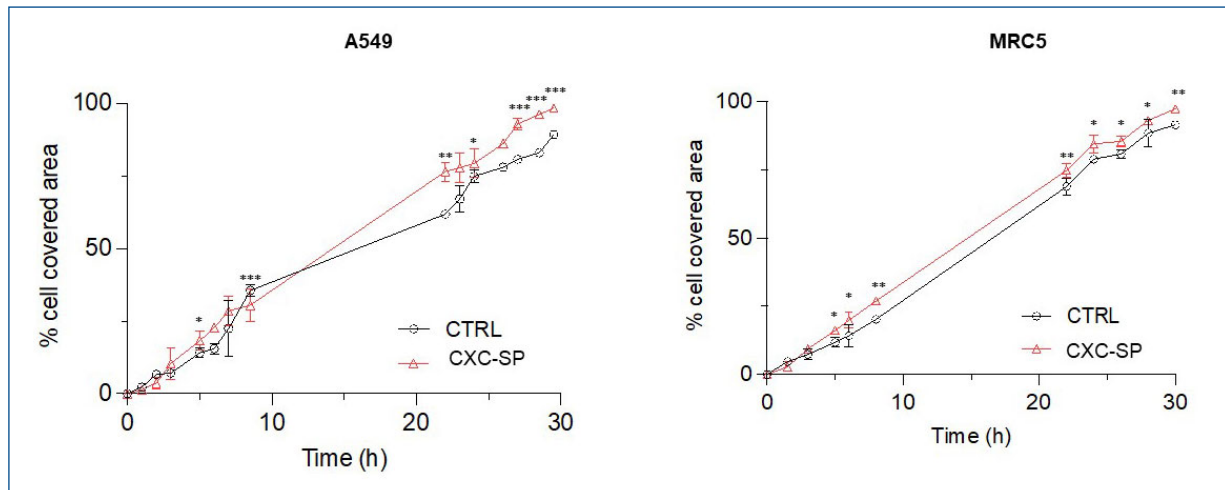 A549
% cell covered area
100
50
0
0 10 20 30
Time (h)
* *** ** * *** *** ***
CTRL
CXC-SP
MRC5
% cell covered area
100
50
0
0 10 20 30
Time (h)
* * ** ** * * * **
CTRL
CXC-SP